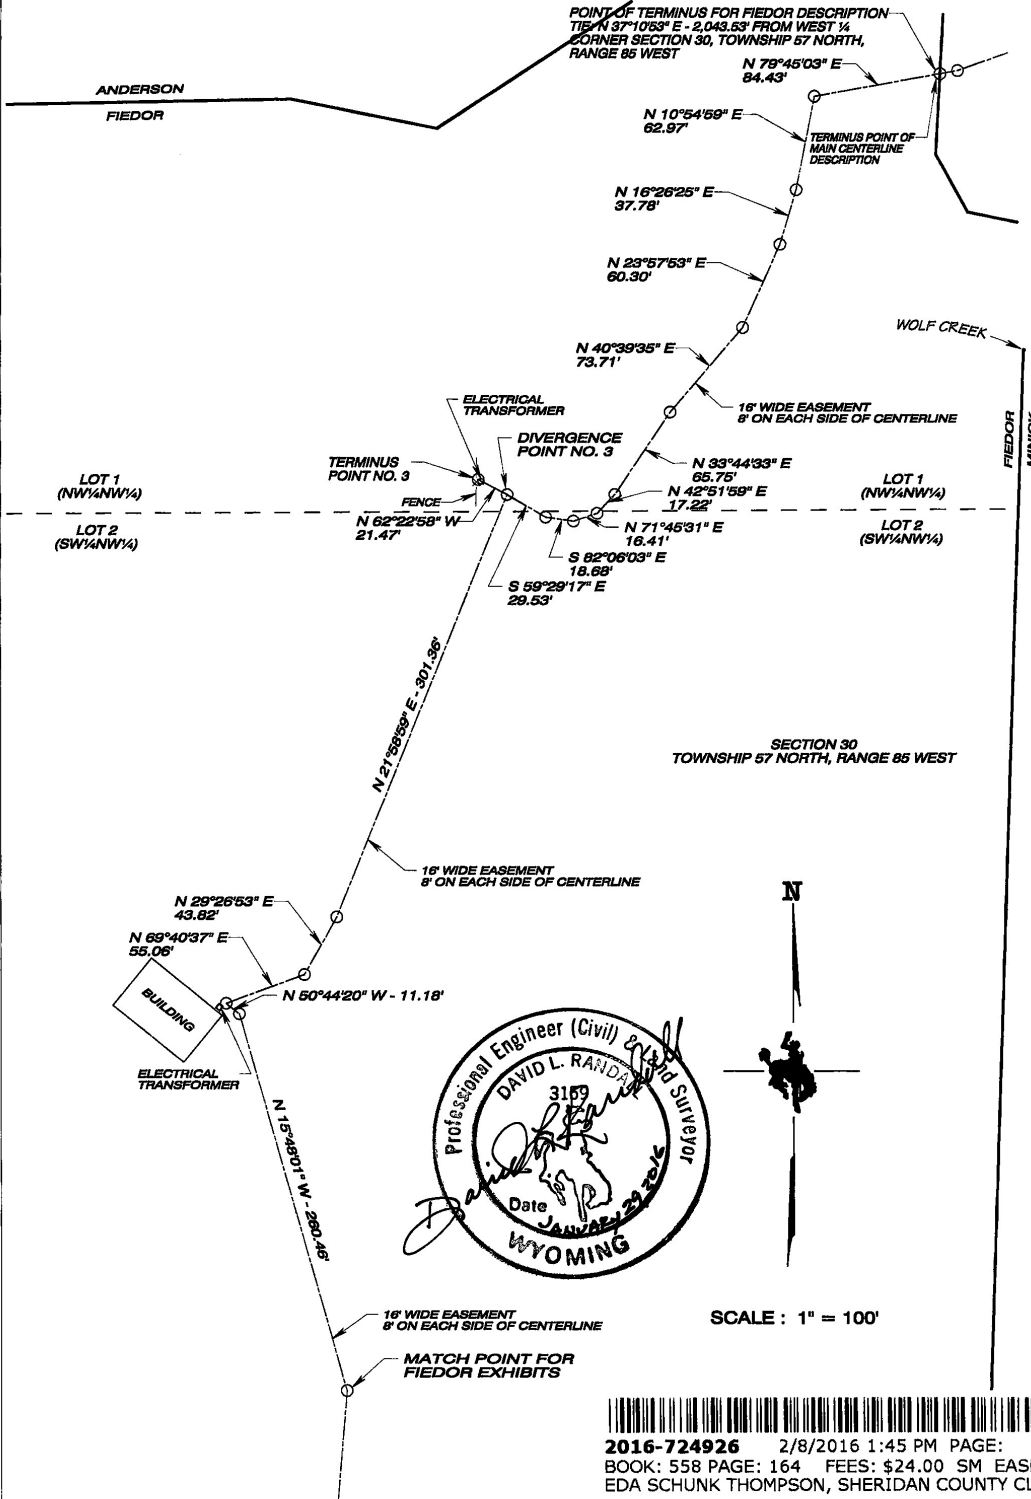 POINT OF TERMINUS FOR FIEDOR DESCRIPTION
TIE N 37°10'53" E - 2,043.53' FROM WEST ¼
CORNER SECTION 30, TOWNSHIP 57 NORTH,
RANGE 85 WEST
N 79°45'03" E
84.43'
ANDERSON
FIEDOR
N 10°54'59" E
62.97'
TERMINUS POINT OF
MAIN CENTERLINE
DESCRIPTION
N 16°26'25" E
37.78'
N 23°57'53" E
60.30'
WOLF CREEK
N 40°39'35" E
73.71'
ELECTRICAL
TRANSFORMER
16' WIDE EASEMENT
8' ON EACH SIDE OF CENTERLINE
FIEDOR
DIVERGENCE
POINT NO. 3
TERMINUS
POINT NO. 3
N 33°44'33" E
65.75'
LOT 1
(NW¼NW¼)
FENCE
N 42°51'59" E
17.22'
LOT 1
(NW¼NW¼)
LOT 2
(SW¼NW¼)
N 62°22'58" W
21.47'
N 71°45'31" E
16.41'
LOT 2
(SW¼NW¼)
S 82°06'03" E
18.68'
S 59°29'17" E
29.53'
N 21°58'59" E - 301.36'
SECTION 30
TOWNSHIP 57 NORTH, RANGE 85 WEST
16' WIDE EASEMENT
8' ON EACH SIDE OF CENTERLINE
N
N 29°26'53" E
43.82'
N 69°40'37" E
55.06'
BUILDING
N 50°44'20" W - 11.18'
ELECTRICAL
TRANSFORMER
N 15°48'01" W - 260.46'
Professional Engineer (Civil) & Land Surveyor
DAVID L. RANDALL
3159
David L Randall
Date JANUARY 29, 2016
WYOMING
SCALE : 1" = 100'
16' WIDE EASEMENT
8' ON EACH SIDE OF CENTERLINE
MATCH POINT FOR
FIEDOR EXHIBITS
2016-724926 2/8/2016 1:45 PM PAGE:
BOOK: 558 PAGE: 164 FEES: $24.00 SM
EDA SCHUNK THOMPSON, SHERIDAN COUNTY